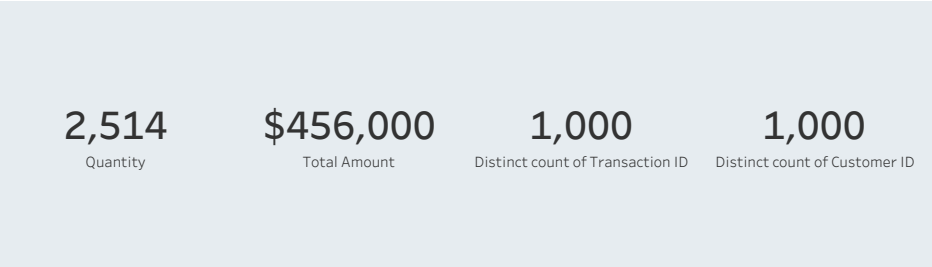 2,514 $456,000 1,000 1,000
Quantity Total Amount Distinct count of Transaction ID Distinct count of Customer ID